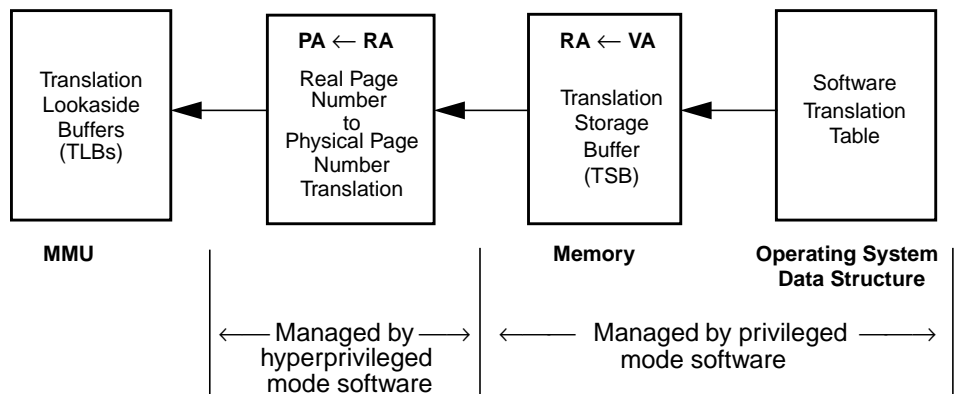 PA ← RA
RA ← VA
Translation
Lookaside
Buffers
(TLBs)
Real Page
Number
to
Physical Page
Number
Translation
Translation
Storage
Buffer
(TSB)
Software
Translation
Table
MMU
Memory
Operating System
Data Structure
Managed by
hyperprivileged
mode software
Managed by privileged
mode software